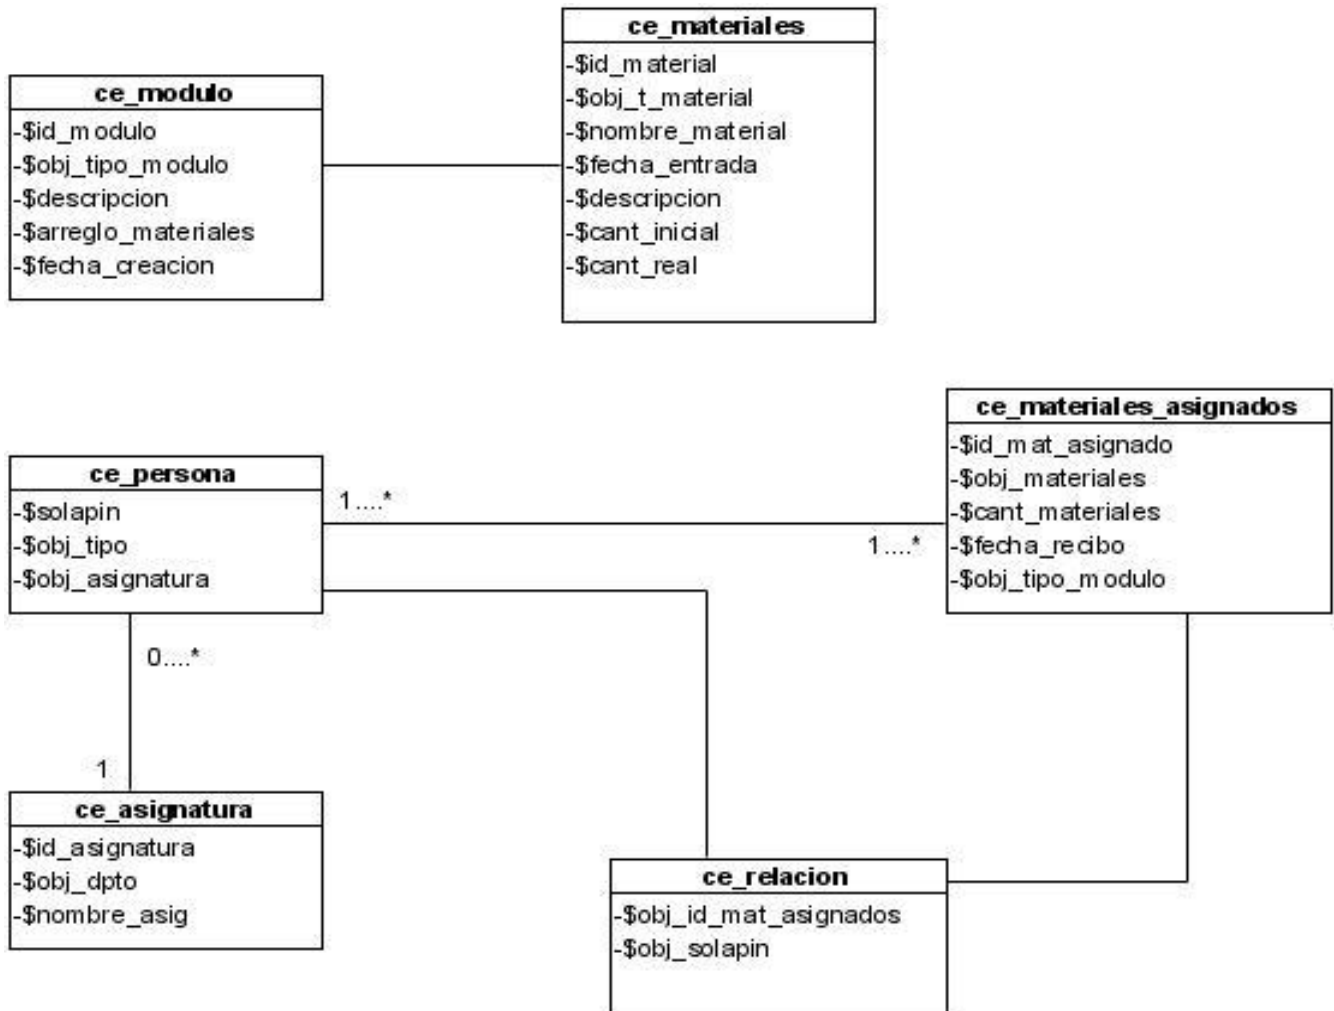 ce_materiales
-$id_material
-$obj_t_material
-$nombre_material
-$fecha_entrada
-$descripcion
-$cant_inicial
-$cant_real
ce_modulo
-$id_modulo
-$obj_tipo_modulo
-$descripcion
-$arreglo_materiales
-$fecha_creacion
ce_materiales_asignados
-$id_mat_asignado
-$obj_materiales
-$cant_materiales
-$fecha_recibo
-$obj_tipo_modulo
ce_persona
-$solapin
-$obj_tipo
-$obj_asignatura
1....*
1....*
0....*
1
ce_asignatura
-$id_asignatura
-$obj_dpto
-$nombre_asig
ce_relacion
-$obj_id_mat_asignados
-$obj_solapin